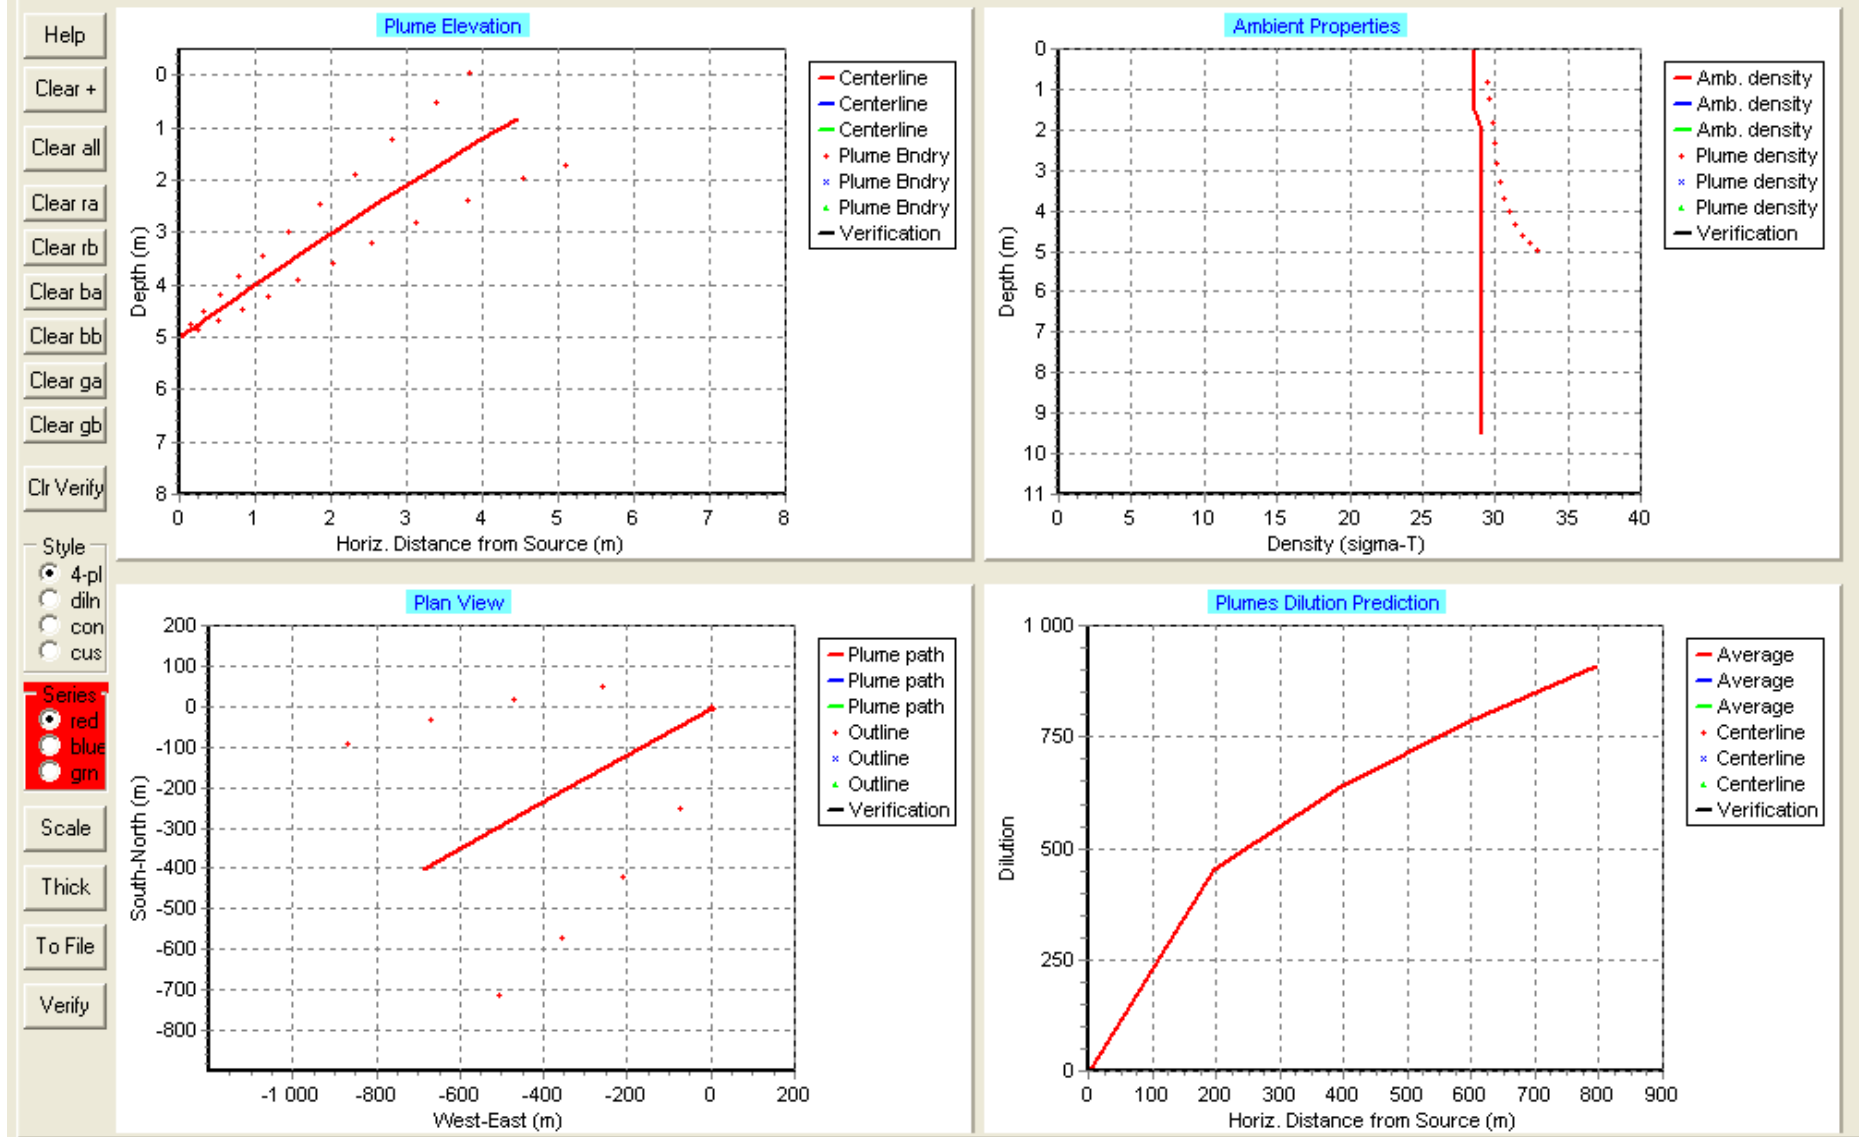 Help
Clear +
Clear all
Clear ra
Clear rb
Clear ba
Clear bb
Clear ga
Clear gb
Clr Verify
Style
4-pl
diln
con
cus
Series
red
blue
grn
Scale
Thick
To File
Verify
Plume Elevation
0
1
2
3
4
5
6
7
8
Depth (m)
0 1 2 3 4 5 6 7 8
Horiz. Distance from Source (m)
Centerline
Centerline
Centerline
Plume Bndry
Plume Bndry
Plume Bndry
Verification
Ambient Properties
0
1
2
3
4
5
6
7
8
9
10
11
Depth (m)
0 5 10 15 20 25 30 35 40
Density (sigma-T)
Amb. density
Amb. density
Amb. density
Plume density
Plume density
Plume density
Verification
Plan View
200
100
0
-100
-200
-300
-400
-500
-600
-700
-800
South-North (m)
-1 000 -800 -600 -400 -200 0 200
West-East (m)
Plume path
Plume path
Plume path
Outline
Outline
Outline
Verification
Plumes Dilution Prediction
1 000
750
500
250
0
Dilution
0 100 200 300 400 500 600 700 800 900
Horiz. Distance from Source (m)
Average
Average
Average
Centerline
Centerline
Centerline
Verification